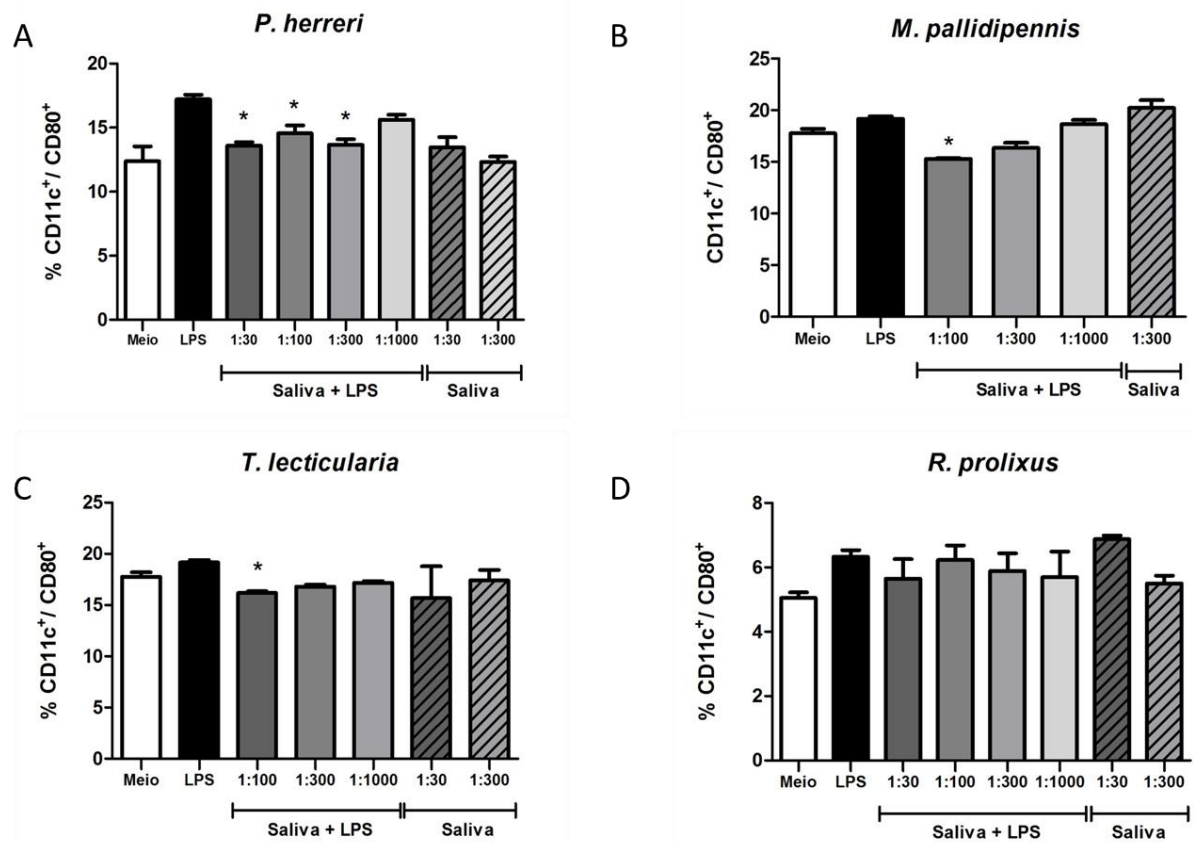 A
P. herreri
% CD11c⁺/ CD80⁺
20
15
10
5
0
Meio LPS 1:30 1:100 1:300 1:1000 1:30 1:300
* * *
Saliva + LPS Saliva
B
M. pallidipennis
CD11c⁺/ CD80⁺
25
20
15
10
5
0
*
Meio LPS 1:100 1:300 1:1000 1:300
Saliva + LPS Saliva
C
T. lecticularia
% CD11c⁺/ CD80⁺
25
20
15
10
5
0
*
Meio LPS 1:100 1:300 1:1000 1:30 1:300
Saliva + LPS Saliva
D
R. prolixus
% CD11c⁺/ CD80⁺
8
6
4
2
0
Meio LPS 1:30 1:100 1:300 1:1000 1:30 1:300
Saliva + LPS Saliva